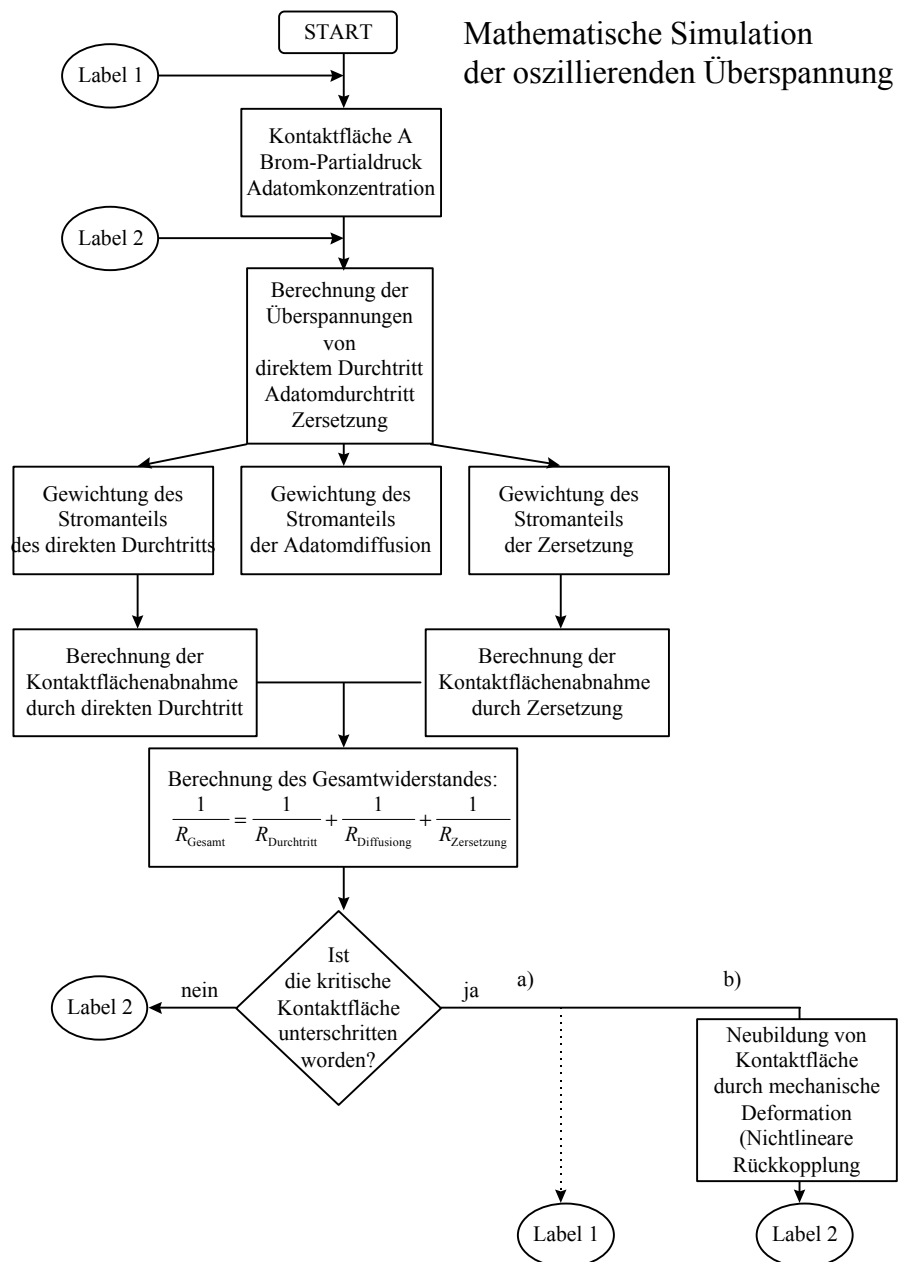 START
Mathematische Simulation
der oszillierenden Überspannung
Label 1
Kontaktfläche A
Brom-Partialdruck
Adatomkonzentration
Label 2
Berechnung der
Überspannungen
von
direktem Durchtritt
Adatomdurchtritt
Zersetzung
Gewichtung des
Stromanteils
des direkten Durchtritts
Gewichtung des
Stromanteils
der Adatomdiffusion
Gewichtung des
Stromanteils
der Zersetzung
Berechnung der
Kontaktflächenabnahme
durch direkten Durchtritt
Berechnung der
Kontaktflächenabnahme
durch Zersetzung
Berechnung des Gesamtwiderstandes:
1/R_Gesamt = 1/R_Durchtritt + 1/R_Diffusiong + 1/R_Zersetzung
Ist
die kritische
Kontaktfläche
unterschritten
worden?
nein
Label 2
ja
a)
b)
Neubildung von
Kontaktfläche
durch mechanische
Deformation
(Nichtlineare
Rückkopplung
Label 1
Label 2